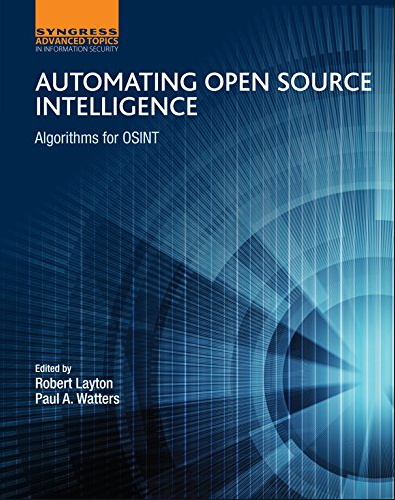 SYNGRESS
ADVANCED TOPICS
IN INFORMATION SECURITY
AUTOMATING OPEN SOURCE
INTELLIGENCE
Algorithms for OSINT
Edited by
Robert Layton
Paul A. Watters